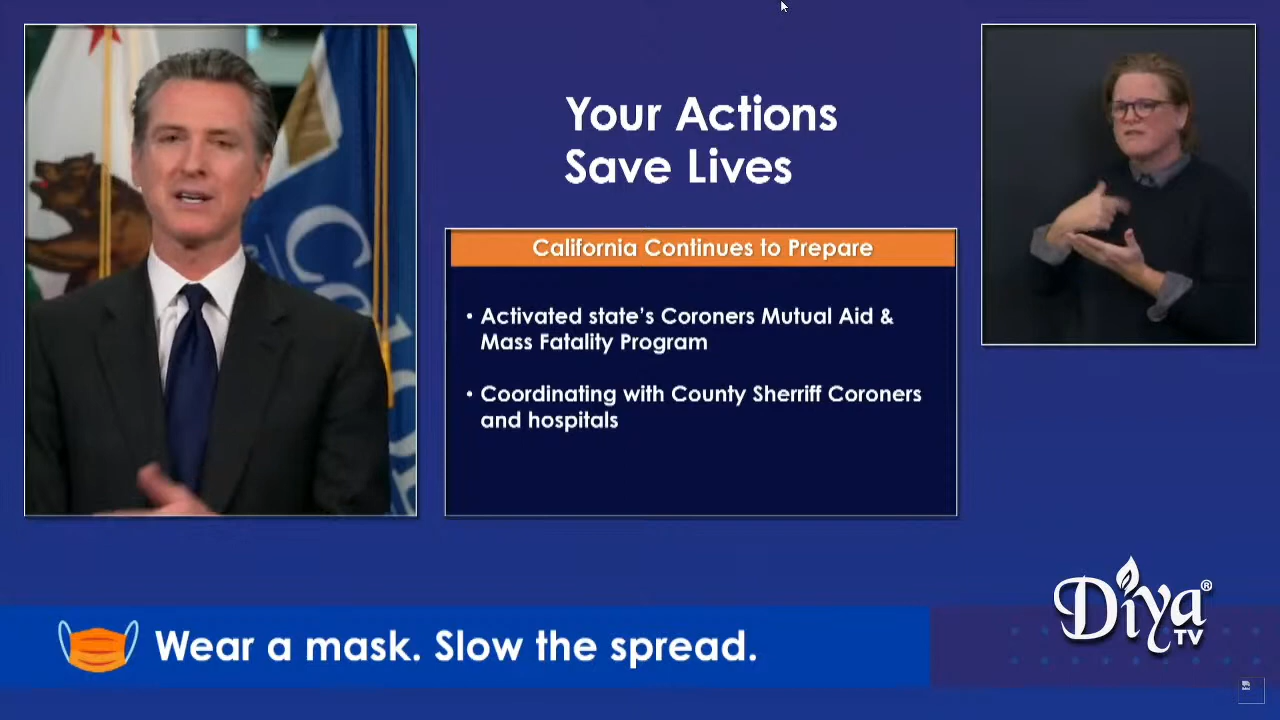 Your Actions
Save Lives
California Continues to Prepare
• Activated state's Coroners Mutual Aid &
Mass Fatality Program
• Coordinating with County Sherriff Coroners
and hospitals
Wear a mask. Slow the spread.
Diya®
TV